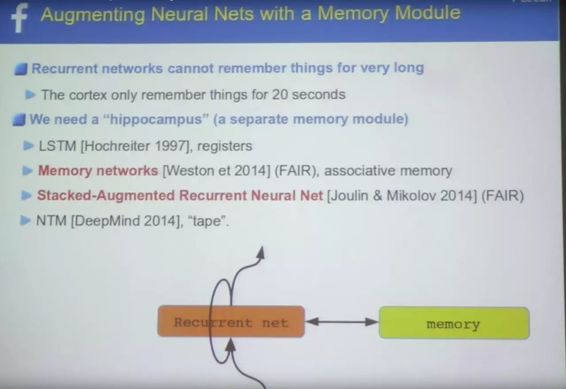 f
Augmenting Neural Nets with a Memory Module
Recurrent networks cannot remember things for very long
The cortex only remember things for 20 seconds
We need a “hippocampus” (a separate memory module)
LSTM [Hochreiter 1997], registers
Memory networks [Weston et 2014] (FAIR), associative memory
Stacked-Augmented Recurrent Neural Net [Joulin & Mikolov 2014] (FAIR)
NTM [DeepMind 2014], “tape”.
Recurrent net
memory